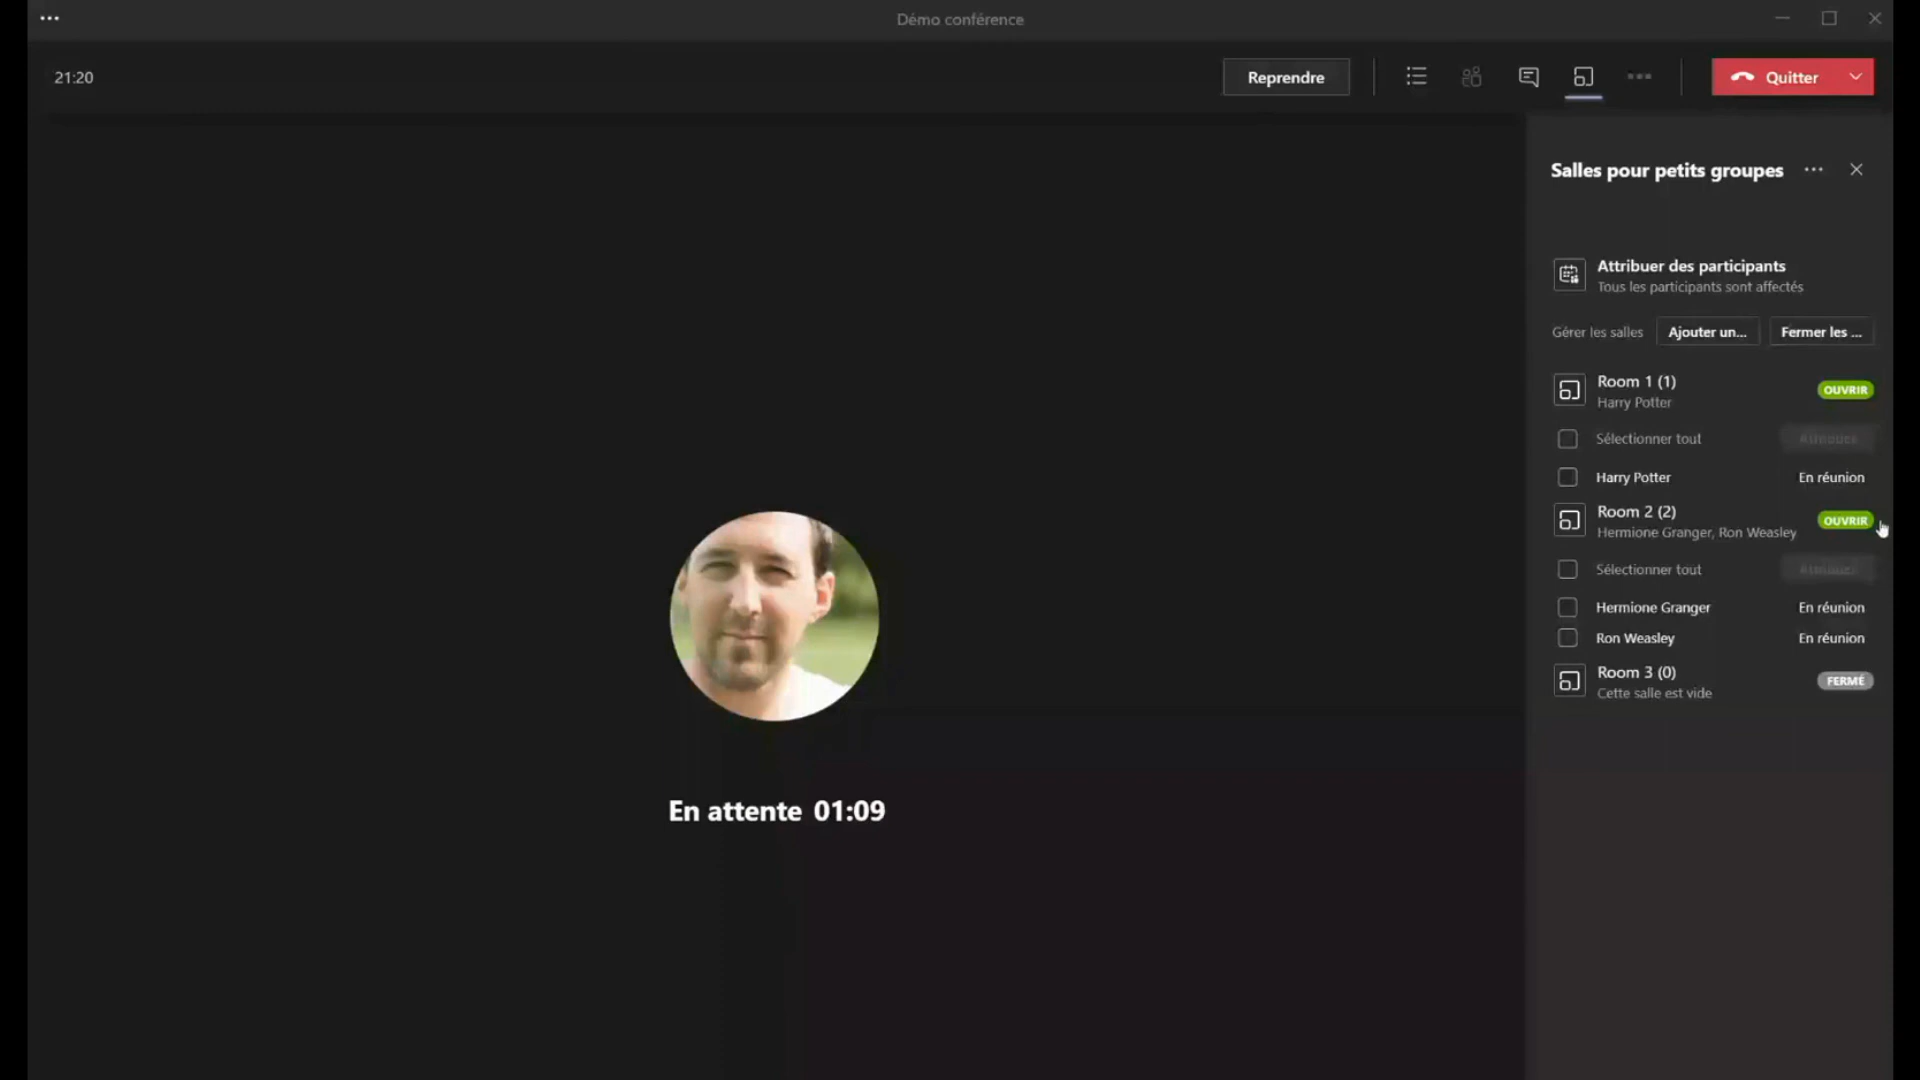 Démo conférence
21:20
Reprendre
Quitter
Salles pour petits groupes
Attribuer des participants
Tous les participants sont affectés
Gérer les salles
Ajouter un...
Fermer les ...
Room 1 (1)
OUVRIR
Harry Potter
Sélectionner tout
Harry Potter
En réunion
Room 2 (2)
OUVRIR
Hermione Granger, Ron Weasley
Sélectionner tout
Hermione Granger
En réunion
Ron Weasley
En réunion
Room 3 (0)
FERMÉ
Cette salle est vide
En attente 01:09